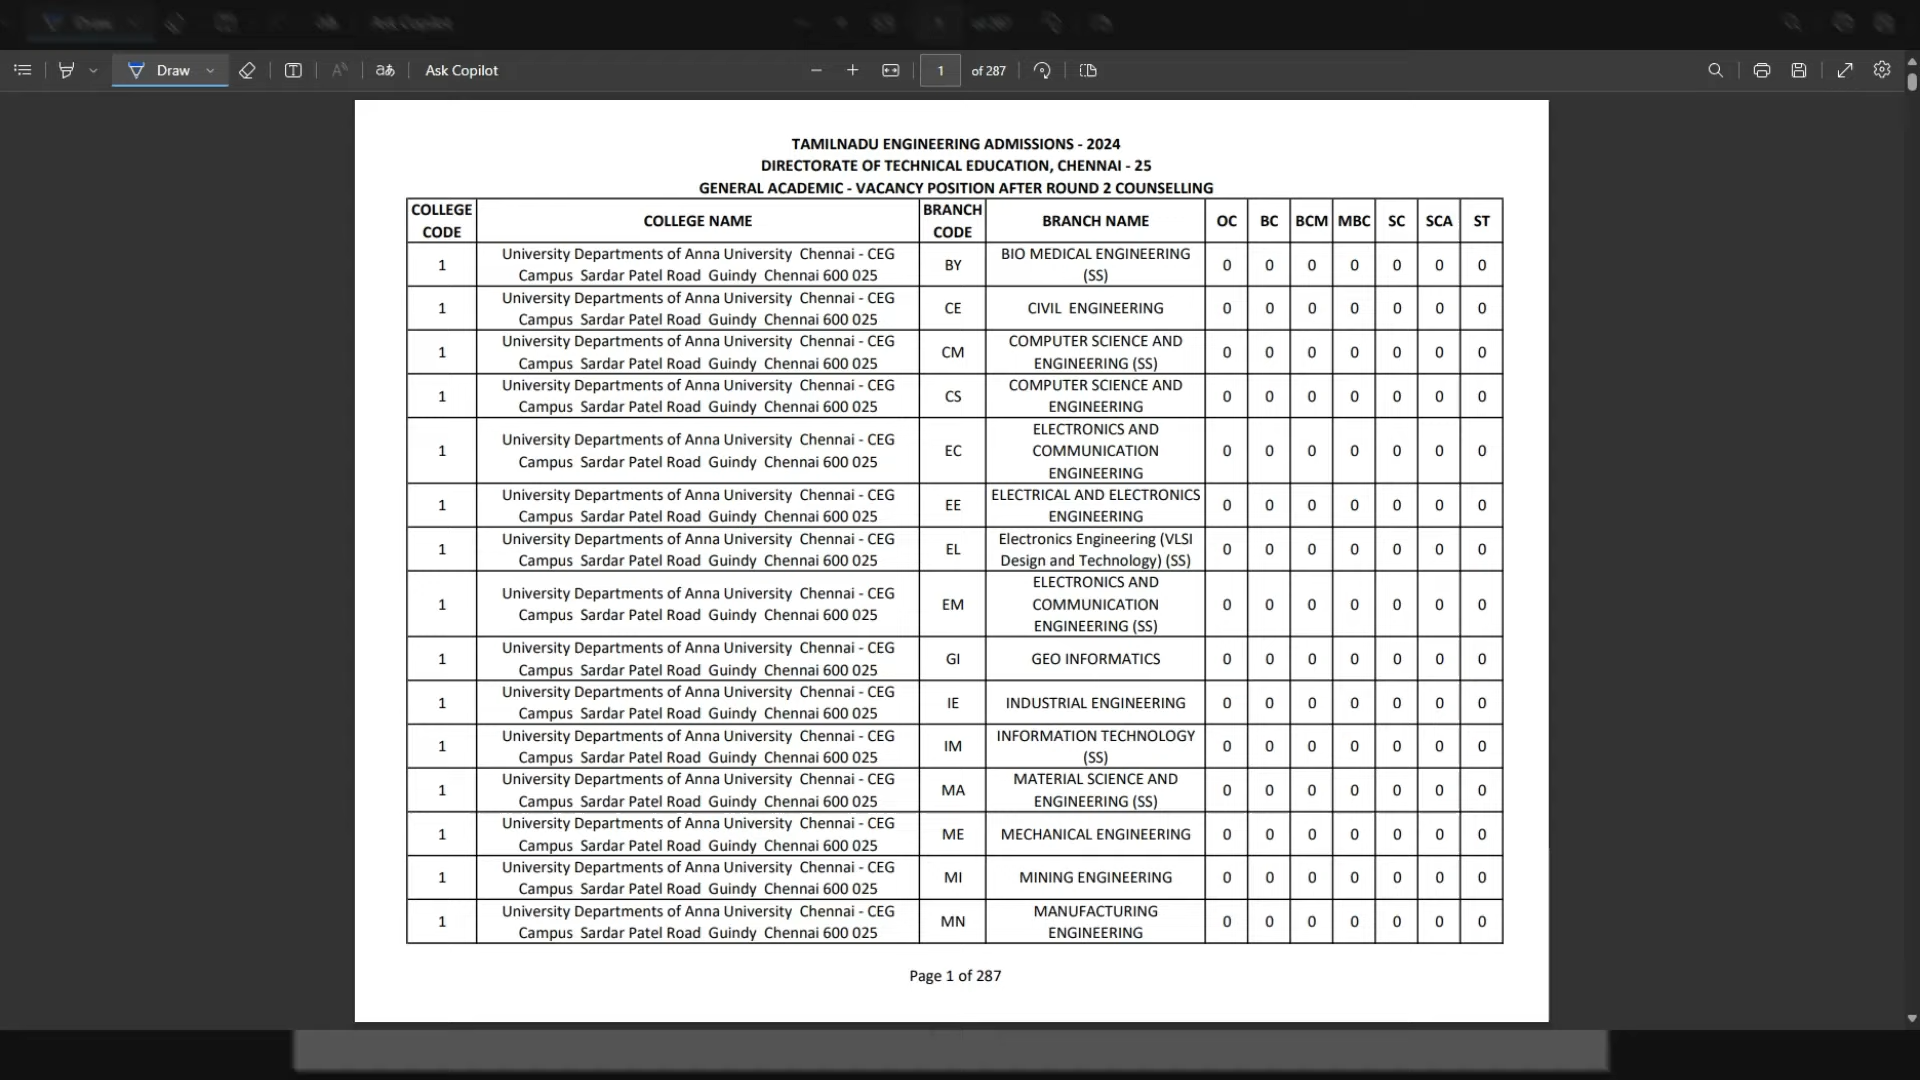 Draw Ask Copilot
Draw Ask Copilot 1 of 287
TAMILNADU ENGINEERING ADMISSIONS - 2024
DIRECTORATE OF TECHNICAL EDUCATION, CHENNAI - 25
GENERAL ACADEMIC - VACANCY POSITION AFTER ROUND 2 COUNSELLING
COLLEGE CODE COLLEGE NAME BRANCH CODE BRANCH NAME OC BC BCM MBC SC SCA ST
1 University Departments of Anna University Chennai - CEG Campus Sardar Patel Road Guindy Chennai 600 025 BY BIO MEDICAL ENGINEERING (SS) 0 0 0 0 0 0 0
1 University Departments of Anna University Chennai - CEG Campus Sardar Patel Road Guindy Chennai 600 025 CE CIVIL ENGINEERING 0 0 0 0 0 0 0
1 University Departments of Anna University Chennai - CEG Campus Sardar Patel Road Guindy Chennai 600 025 CM COMPUTER SCIENCE AND ENGINEERING (SS) 0 0 0 0 0 0 0
1 University Departments of Anna University Chennai - CEG Campus Sardar Patel Road Guindy Chennai 600 025 CS COMPUTER SCIENCE AND ENGINEERING 0 0 0 0 0 0 0
1 University Departments of Anna University Chennai - CEG Campus Sardar Patel Road Guindy Chennai 600 025 EC ELECTRONICS AND COMMUNICATION ENGINEERING 0 0 0 0 0 0 0
1 University Departments of Anna University Chennai - CEG Campus Sardar Patel Road Guindy Chennai 600 025 EE ELECTRICAL AND ELECTRONICS ENGINEERING 0 0 0 0 0 0 0
1 University Departments of Anna University Chennai - CEG Campus Sardar Patel Road Guindy Chennai 600 025 EL Electronics Engineering (VLSI Design and Technology) (SS) 0 0 0 0 0 0 0
1 University Departments of Anna University Chennai - CEG Campus Sardar Patel Road Guindy Chennai 600 025 EM ELECTRONICS AND COMMUNICATION ENGINEERING (SS) 0 0 0 0 0 0 0
1 University Departments of Anna University Chennai - CEG Campus Sardar Patel Road Guindy Chennai 600 025 GI GEO INFORMATICS 0 0 0 0 0 0 0
1 University Departments of Anna University Chennai - CEG Campus Sardar Patel Road Guindy Chennai 600 025 IE INDUSTRIAL ENGINEERING 0 0 0 0 0 0 0
1 University Departments of Anna University Chennai - CEG Campus Sardar Patel Road Guindy Chennai 600 025 IM INFORMATION TECHNOLOGY (SS) 0 0 0 0 0 0 0
1 University Departments of Anna University Chennai - CEG Campus Sardar Patel Road Guindy Chennai 600 025 MA MATERIAL SCIENCE AND ENGINEERING (SS) 0 0 0 0 0 0 0
1 University Departments of Anna University Chennai - CEG Campus Sardar Patel Road Guindy Chennai 600 025 ME MECHANICAL ENGINEERING 0 0 0 0 0 0 0
1 University Departments of Anna University Chennai - CEG Campus Sardar Patel Road Guindy Chennai 600 025 MI MINING ENGINEERING 0 0 0 0 0 0 0
1 University Departments of Anna University Chennai - CEG Campus Sardar Patel Road Guindy Chennai 600 025 MN MANUFACTURING ENGINEERING 0 0 0 0 0 0 0
Page 1 of 287